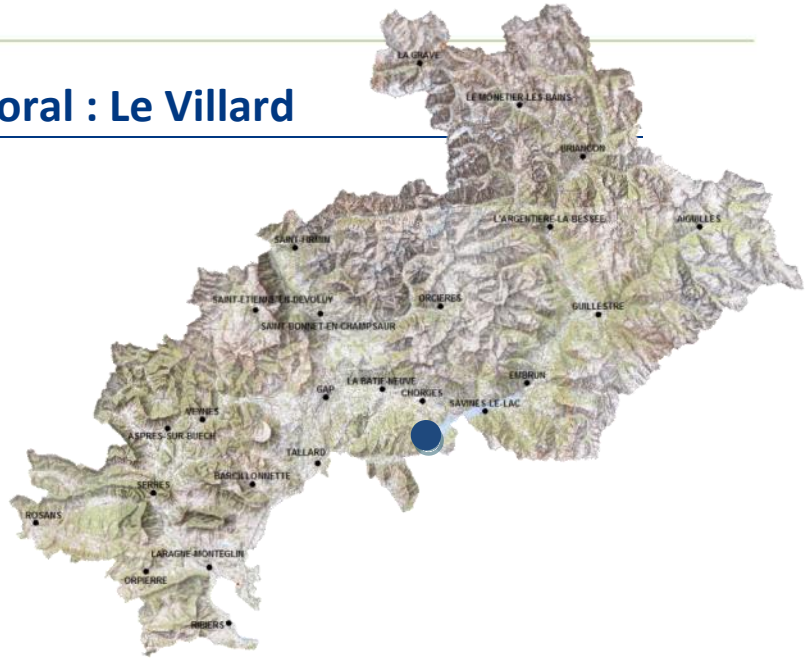 oral : Le Villard
LA GRAVE
LE MONETIER-LES-BAINS
BRIANCON
L'ARGENTIERE-LA-BESSEE
AIGUILLES
SAINT-FIRMIN
SAINT-ETIENNE-EN-DEVOLUY
ORCIERES
SAINT-BONNET-EN-CHAMPSAUR
GUILLESTRE
EMBRUN
LA BATIE-NEUVE
GAP
CHORGES
SAVINES-LE-LAC
VEYNES
ASPRES-SUR-BUECH
TALLARD
BARCILLONNETTE
SERRES
ROSANS
LARAGNE-MONTEGLIN
ORPIERRE
RIBIERS